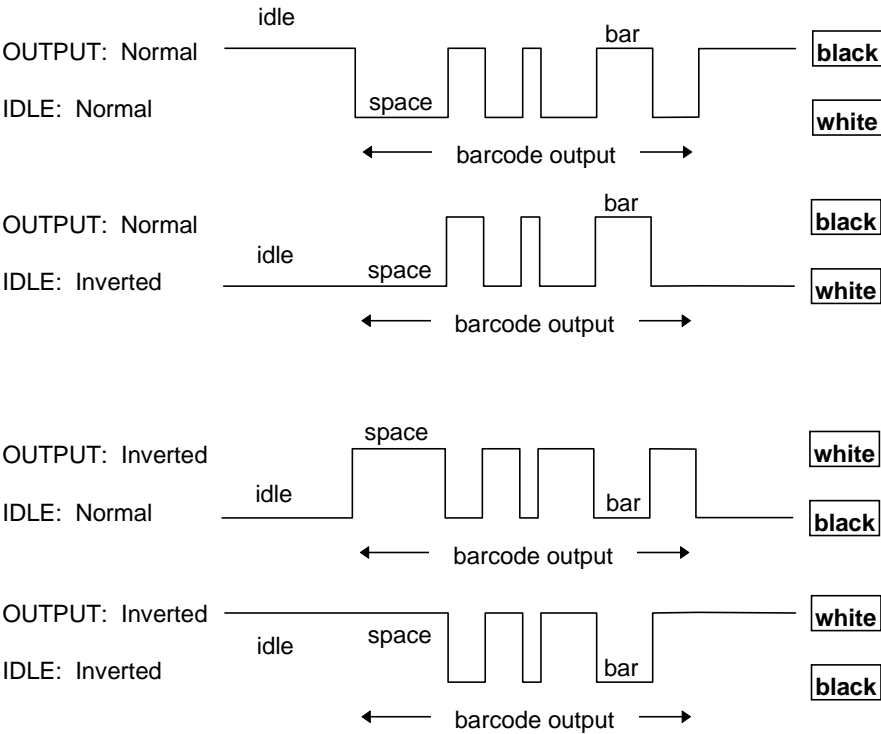 idle
OUTPUT: Normal
bar
black
IDLE: Normal
space
white
barcode output
OUTPUT: Normal
bar
black
idle
IDLE: Inverted
space
white
barcode output
space
OUTPUT: Inverted
white
idle
IDLE: Normal
bar
black
barcode output
OUTPUT: Inverted
white
idle
space
IDLE: Inverted
bar
black
barcode output